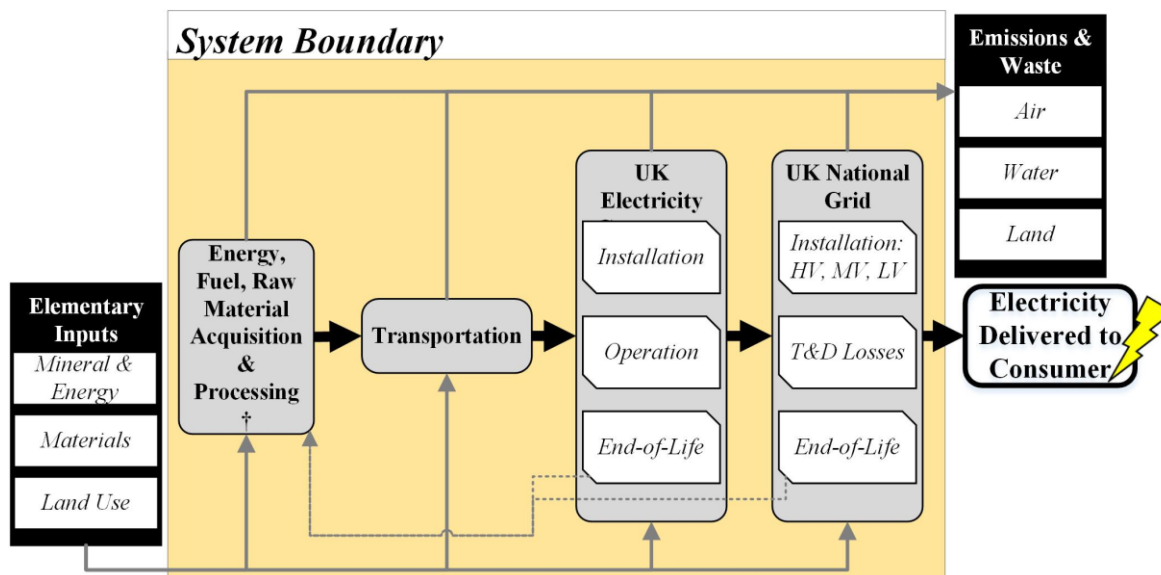 System Boundary
Emissions &
Waste
Air
Water
Land
UK
Electricity
Installation
Operation
End-of-Life
UK National
Grid
Installation:
HV, MV, LV
T&D Losses
End-of-Life
Energy,
Fuel, Raw
Material
Acquisition
&
Processing
†
Transportation
Elementary
Inputs
Mineral &
Energy
Materials
Land Use
Electricity
Delivered to
Consumer